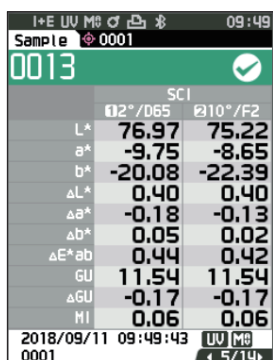 I+E UV M0 09:49
Sample 0001
0013
SCI
1 2°/D65 2 10°/F2
L* 76.97 75.22
a* -9.75 -8.65
b* -20.08 -22.39
ΔL* 0.40 0.40
Δa* -0.18 -0.13
Δb* 0.05 0.02
ΔE*ab 0.44 0.42
GU 11.54 11.54
ΔGU -0.17 -0.17
MI 0.06 0.06
2018/09/11 09:49:43 UV M0
0001 5/14